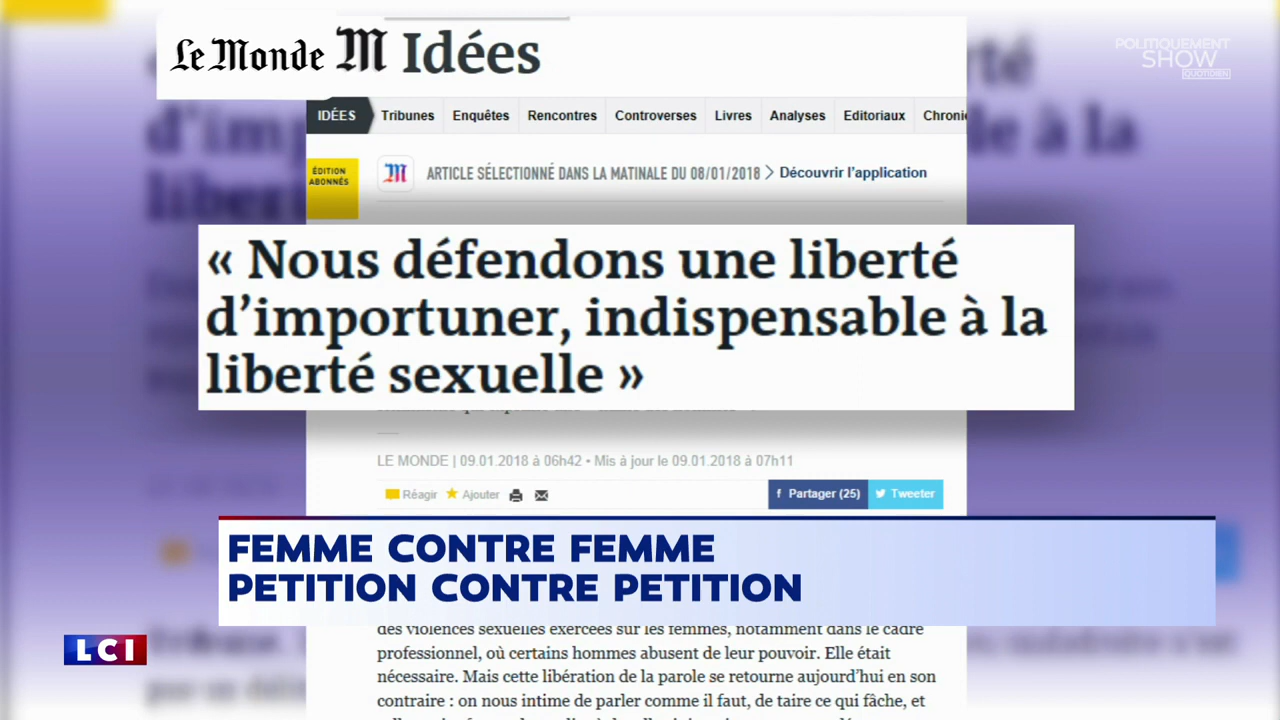 Le Monde M Idées
POLITIQUEMENT
SHOW
QUOTIDIEN
IDÉES Tribunes Enquêtes Rencontres Controverses Livres Analyses Editoriaux Chroni
ÉDITION
ABONNÉS
M ARTICLE SÉLECTIONNÉ DANS LA MATINALE DU 08/01/2018 > Découvrir l'application
« Nous défendons une liberté
d'importuner, indispensable à la
liberté sexuelle »
LE MONDE | 09.01.2018 à 06h42 • Mis à jour le 09.01.2018 à 07h11
Réagir Ajouter f Partager (25) Tweeter
FEMME CONTRE FEMME
PETITION CONTRE PETITION
LCI
des violences sexuelles exercées sur les femmes, notamment dans le cadre
professionnel, où certains hommes abusent de leur pouvoir. Elle était
nécessaire. Mais cette libération de la parole se retourne aujourd'hui en son
contraire : on nous intime de parler comme il faut, de taire ce qui fâche, et